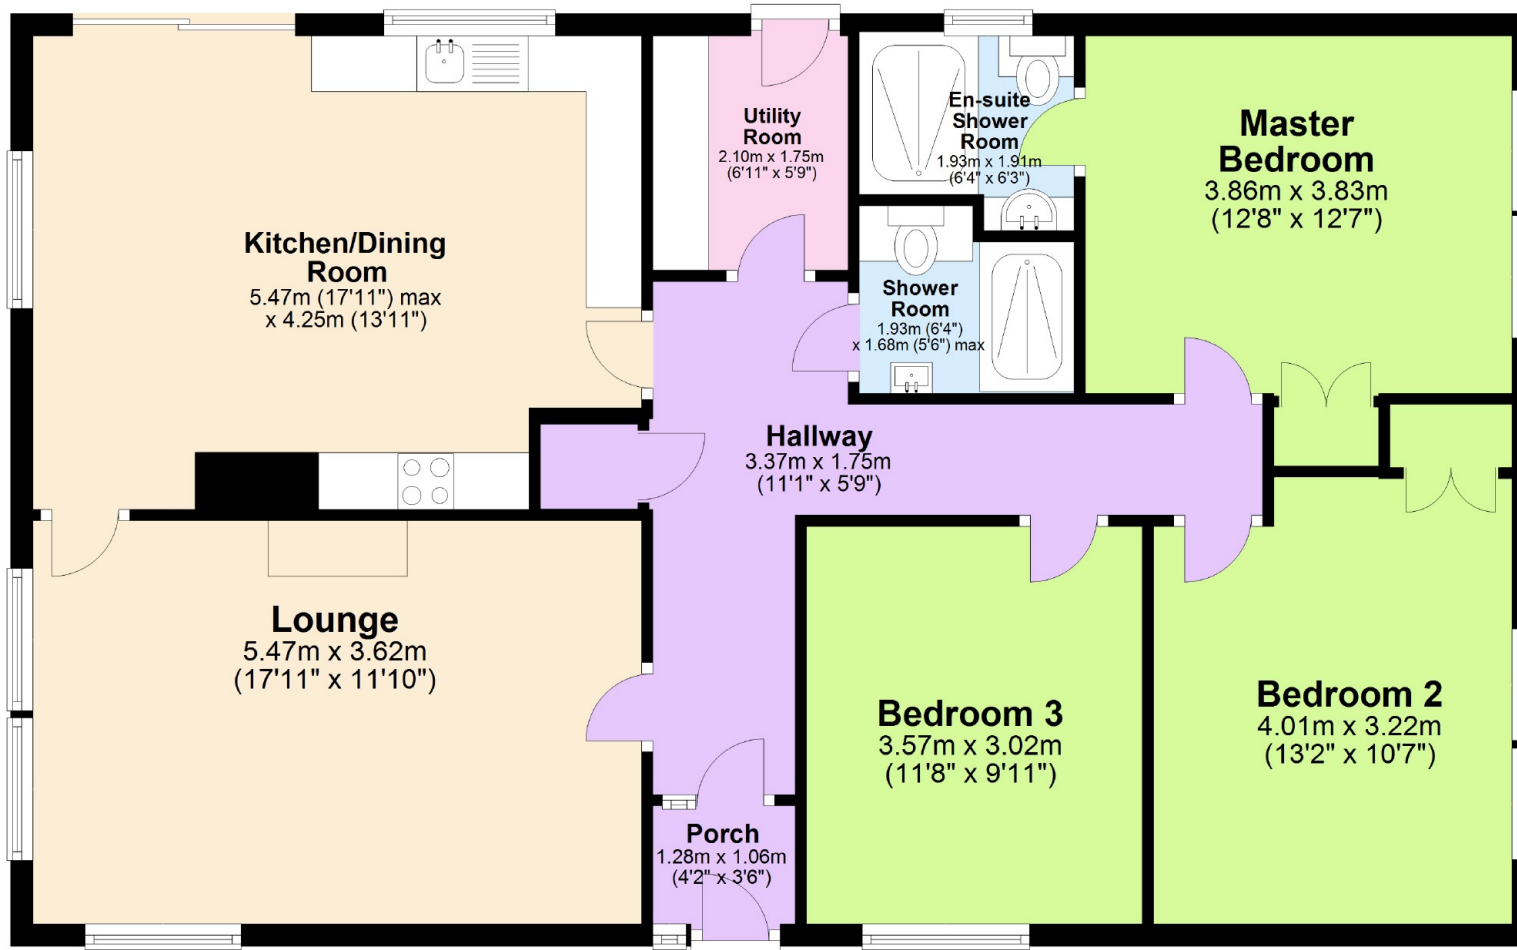 Kitchen/Dining
Room
5.47m (17'11") max
x 4.25m (13'11")
Utility
Room
2.10m x 1.75m
(6'11" x 5'9")
En-suite
Shower
Room
1.93m x 1.91m
(6'4" x 6'3")
Master
Bedroom
3.86m x 3.83m
(12'8" x 12'7")
Shower
Room
1.93m (6'4")
x 1.68m (5'6") max
Hallway
3.37m x 1.75m
(11'1" x 5'9")
Lounge
5.47m x 3.62m
(17'11" x 11'10")
Bedroom 3
3.57m x 3.02m
(11'8" x 9'11")
Bedroom 2
4.01m x 3.22m
(13'2" x 10'7")
Porch
1.28m x 1.06m
(4'2" x 3'6")